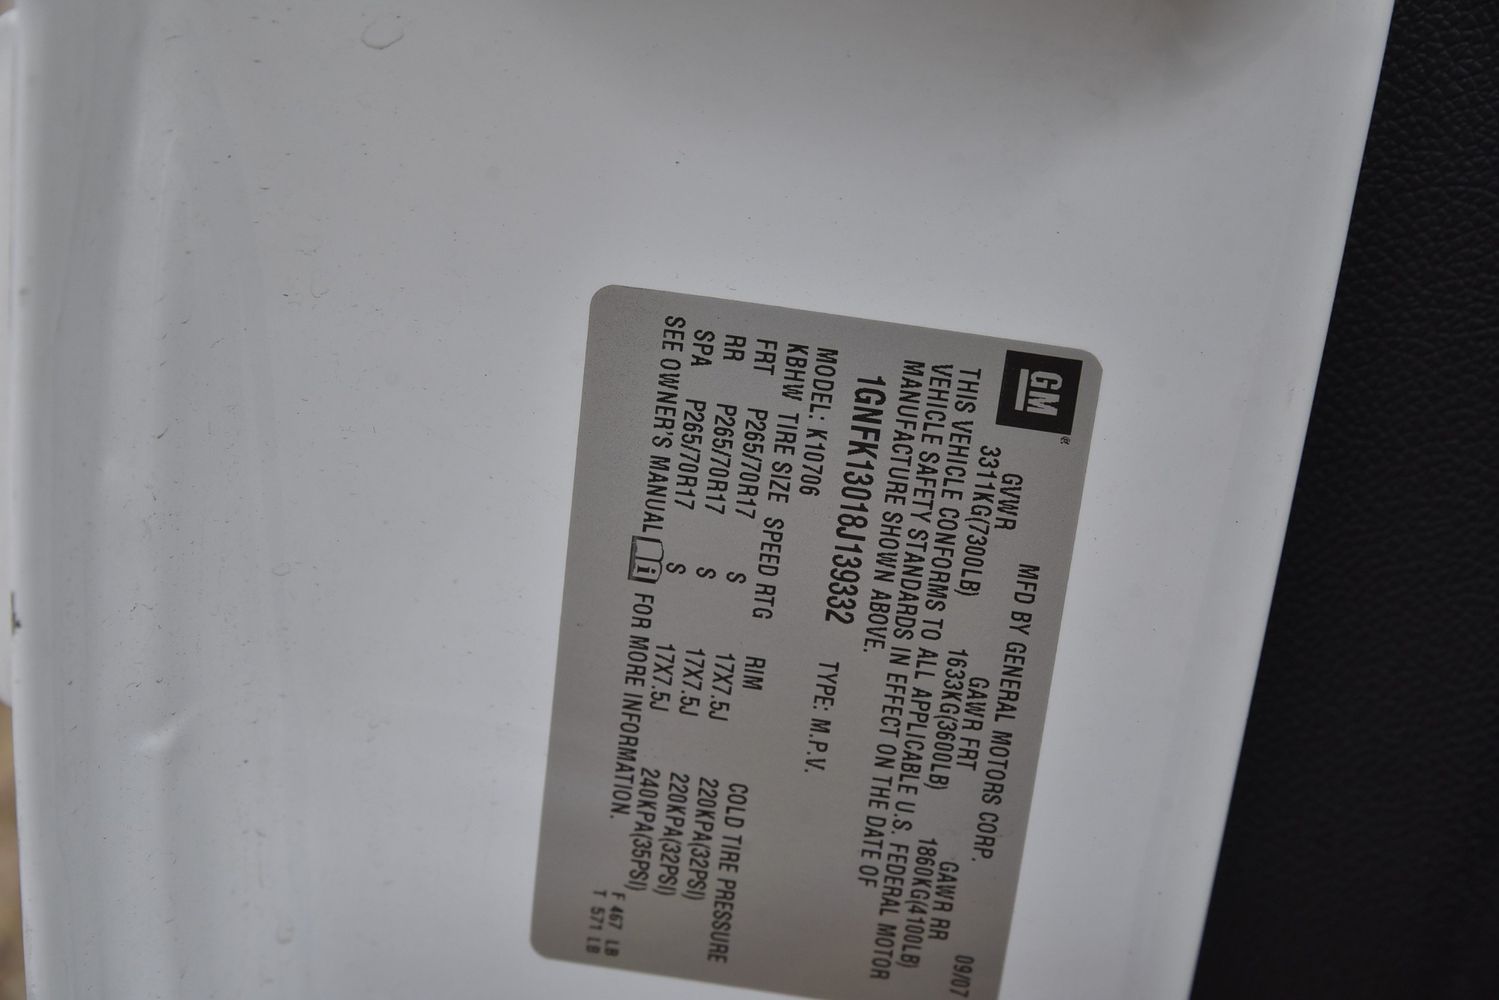 GM® MFD BY GENERAL MOTORS CORP. 09/07
GVWR GAWR FRT GAWR RR
3311KG(7300LB) 1633KG(3600LB) 1860KG(4100LB)
THIS VEHICLE CONFORMS TO ALL APPLICABLE U.S. FEDERAL MOTOR
VEHICLE SAFETY STANDARDS IN EFFECT ON THE DATE OF
MANUFACTURE SHOWN ABOVE.
1GNFK13018J139332 TYPE: M.P.V.
MODEL: K10706
KBHW TIRE SIZE SPEED RTG RIM COLD TIRE PRESSURE
FRT P265/70R17 S 17X7.5J 220KPA(32PSI)
RR P265/70R17 S 17X7.5J 220KPA(32PSI)
SPA P265/70R17 S 17X7.5J 240KPA(35PSI)
SEE OWNER'S MANUAL i FOR MORE INFORMATION.
F 467 LB
T 571 LB